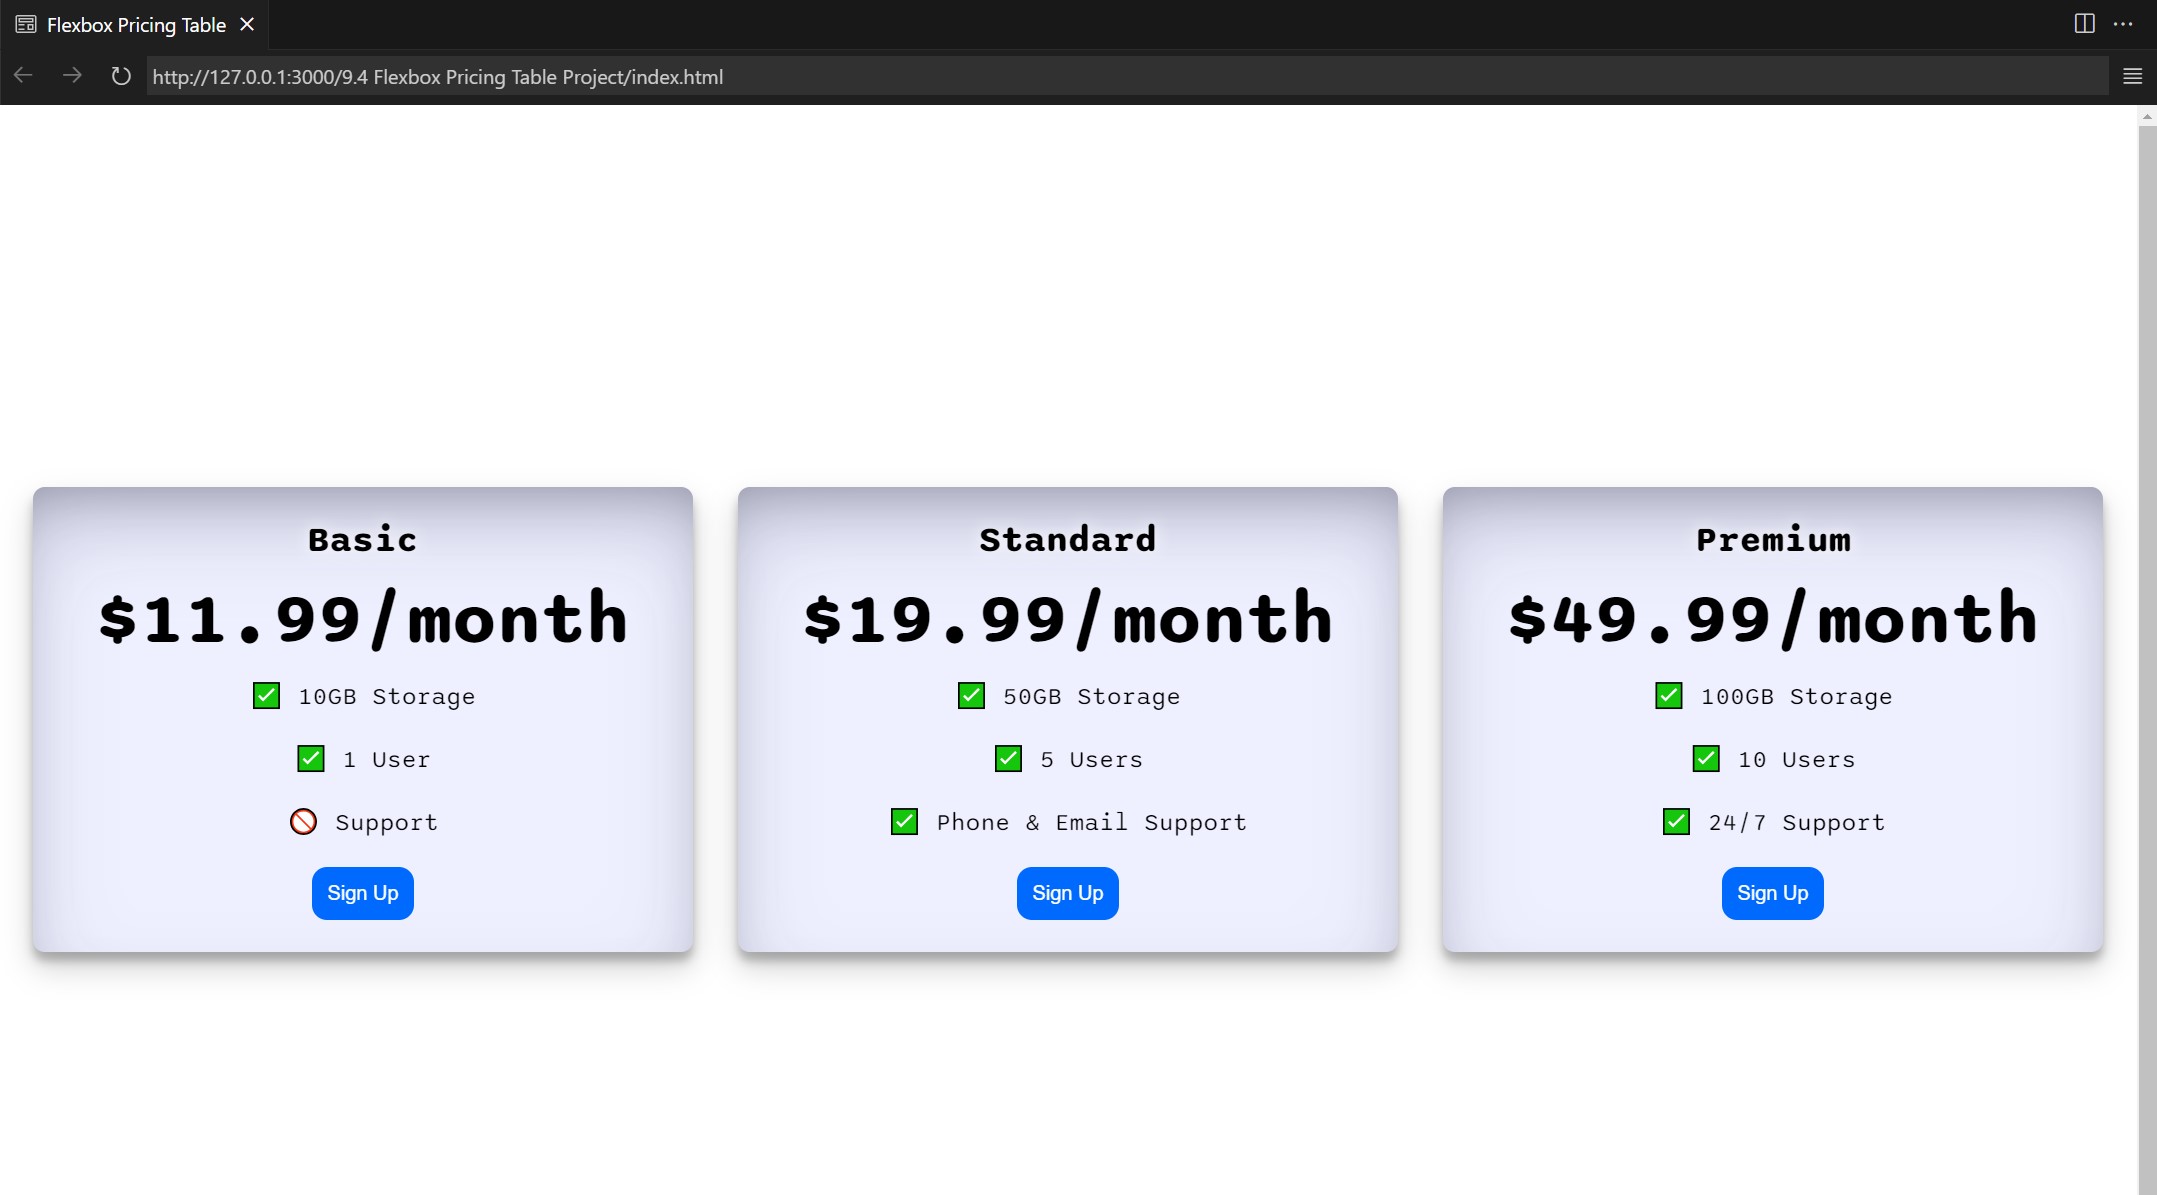 Flexbox Pricing Table
http://127.0.0.1:3000/9.4 Flexbox Pricing Table Project/index.html
Basic
$11.99/month
✅ 10GB Storage
✅ 1 User
🚫 Support
Sign Up
Standard
$19.99/month
✅ 50GB Storage
✅ 5 Users
✅ Phone & Email Support
Sign Up
Premium
$49.99/month
✅ 100GB Storage
✅ 10 Users
✅ 24/7 Support
Sign Up